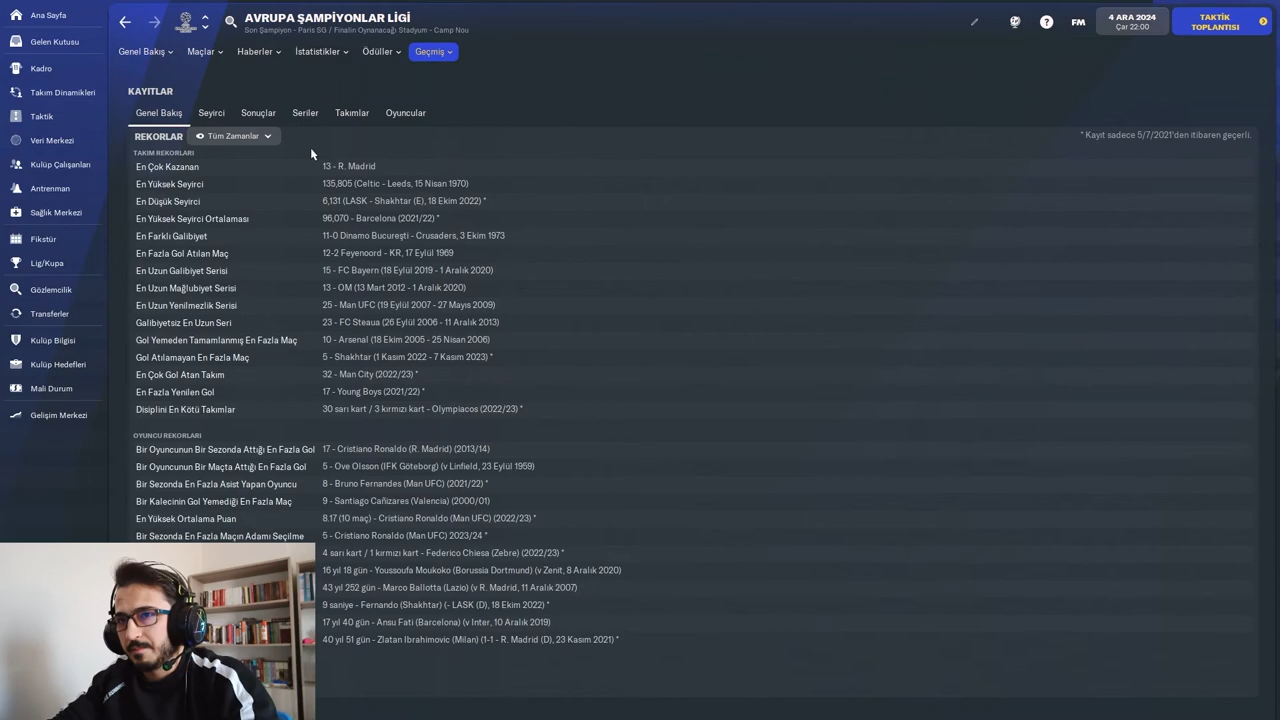 Ana Sayfa
Gelen Kutusu
Kadro
Takım Dinamikleri
Taktik
Veri Merkezi
Kulüp Çalışanları
Antrenman
Sağlık Merkezi
Fikstür
Lig/Kupa
Gözlemcilik
Transferler
Kulüp Bilgisi
Kulüp Hedefleri
Mali Durum
Gelişim Merkezi
AVRUPA ŞAMPİYONLAR LİGİ
Son Şampiyon - Paris SG / Finalin Oynanacağı Stadyum - Camp Nou
FM
4 ARA 2024
Çar 22:00
TAKTİK TOPLANTISI
Genel Bakış Maçlar Haberler İstatistikler Ödüller Geçmiş
KAYITLAR
Genel Bakış Seyirci Sonuçlar Seriler Takımlar Oyuncular
REKORLAR Tüm Zamanlar * Kayıt sadece 5/7/2021'den itibaren geçerli.
TAKIM REKORLARI
En Çok Kazanan 13 - R. Madrid
En Yüksek Seyirci 135,805 (Celtic - Leeds, 15 Nisan 1970)
En Düşük Seyirci 6,131 (LASK - Shakhtar (E), 18 Ekim 2022) *
En Yüksek Seyirci Ortalaması 96,070 - Barcelona (2021/22) *
En Farklı Galibiyet 11-0 Dinamo Bucureşti - Crusaders, 3 Ekim 1973
En Fazla Gol Atılan Maç 12-2 Feyenoord - KR, 17 Eylül 1969
En Uzun Galibiyet Serisi 15 - FC Bayern (18 Eylül 2019 - 1 Aralık 2020)
En Uzun Mağlubiyet Serisi 13 - OM (13 Mart 2012 - 1 Aralık 2020)
En Uzun Yenilmezlik Serisi 25 - Man UFC (19 Eylül 2007 - 27 Mayıs 2009)
Galibiyetsiz En Uzun Seri 23 - FC Steaua (26 Eylül 2006 - 11 Aralık 2013)
Gol Yemeden Tamamlanmış En Fazla Maç 10 - Arsenal (18 Ekim 2005 - 25 Nisan 2006)
Gol Atılamayan En Fazla Maç 5 - Shakhtar (1 Kasım 2022 - 7 Kasım 2023) *
En Çok Gol Atan Takım 32 - Man City (2022/23) *
En Fazla Yenilen Gol 17 - Young Boys (2021/22) *
Disiplini En Kötü Takımlar 30 sarı kart / 3 kırmızı kart - Olympiacos (2022/23) *
OYUNCU REKORLARI
Bir Oyuncunun Bir Sezonda Attığı En Fazla Gol 17 - Cristiano Ronaldo (R. Madrid) (2013/14)
Bir Oyuncunun Bir Maçta Attığı En Fazla Gol 5 - Ove Olsson (IFK Göteborg) (v Linfield, 23 Eylül 1959)
Bir Sezonda En Fazla Asist Yapan Oyuncu 8 - Bruno Fernandes (Man UFC) (2021/22) *
Bir Kalecinin Gol Yemediği En Fazla Maç 9 - Santiago Cañizares (Valencia) (2000/01)
En Yüksek Ortalama Puan 8.17 (10 maç) - Cristiano Ronaldo (Man UFC) (2022/23) *
Bir Sezonda En Fazla Maçın Adamı Seçilme 5 - Cristiano Ronaldo (Man UFC) 2023/24 *
4 sarı kart / 1 kırmızı kart - Federico Chiesa (Zebre) (2022/23) *
16 yıl 18 gün - Youssoufa Moukoko (Borussia Dortmund) (v Zenit, 8 Aralık 2020)
43 yıl 252 gün - Marco Ballotta (Lazio) (v R. Madrid, 11 Aralık 2007)
9 saniye - Fernando (Shakhtar) (- LASK (D), 18 Ekim 2022) *
17 yıl 40 gün - Ansu Fati (Barcelona) (v Inter, 10 Aralık 2019)
40 yıl 51 gün - Zlatan Ibrahimovic (Milan) (1-1 - R. Madrid (D), 23 Kasım 2021) *